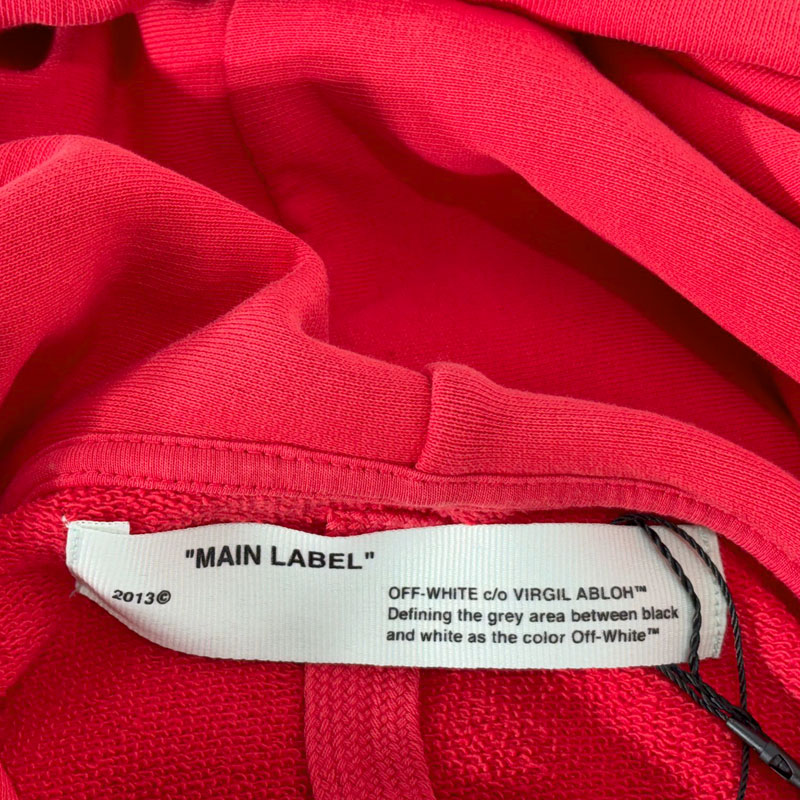 "MAIN LABEL"
2013©
OFF-WHITE c/o VIRGIL ABLOH™
Defining the grey area between black
and white as the color Off-White™